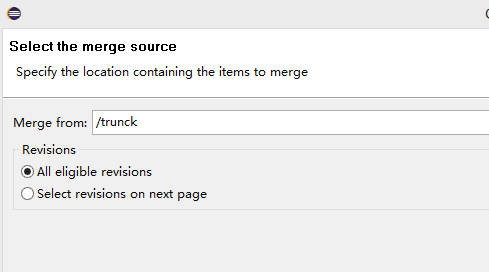 Select the merge source
Specify the location containing the items to merge
Merge from: /trunck
Revisions
All eligible revisions
Select revisions on next page